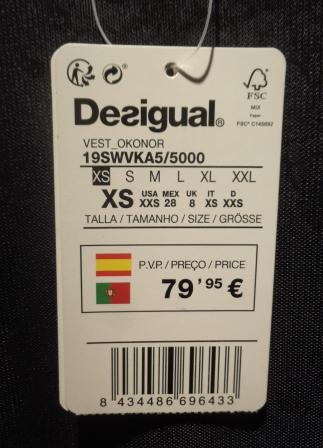 FSC
MIX
Paper
FSC® C149892
Desigual®
VEST_OKONOR
19SWVKA5/5000
XS S M L XL XXL
XS USA XXS MEX 28 UK 8 IT XS D XXS
TALLA / TAMANHO / SIZE / GRÖSSE
P.V.P. / PREÇO / PRICE
79'95 €
8 434486 696433